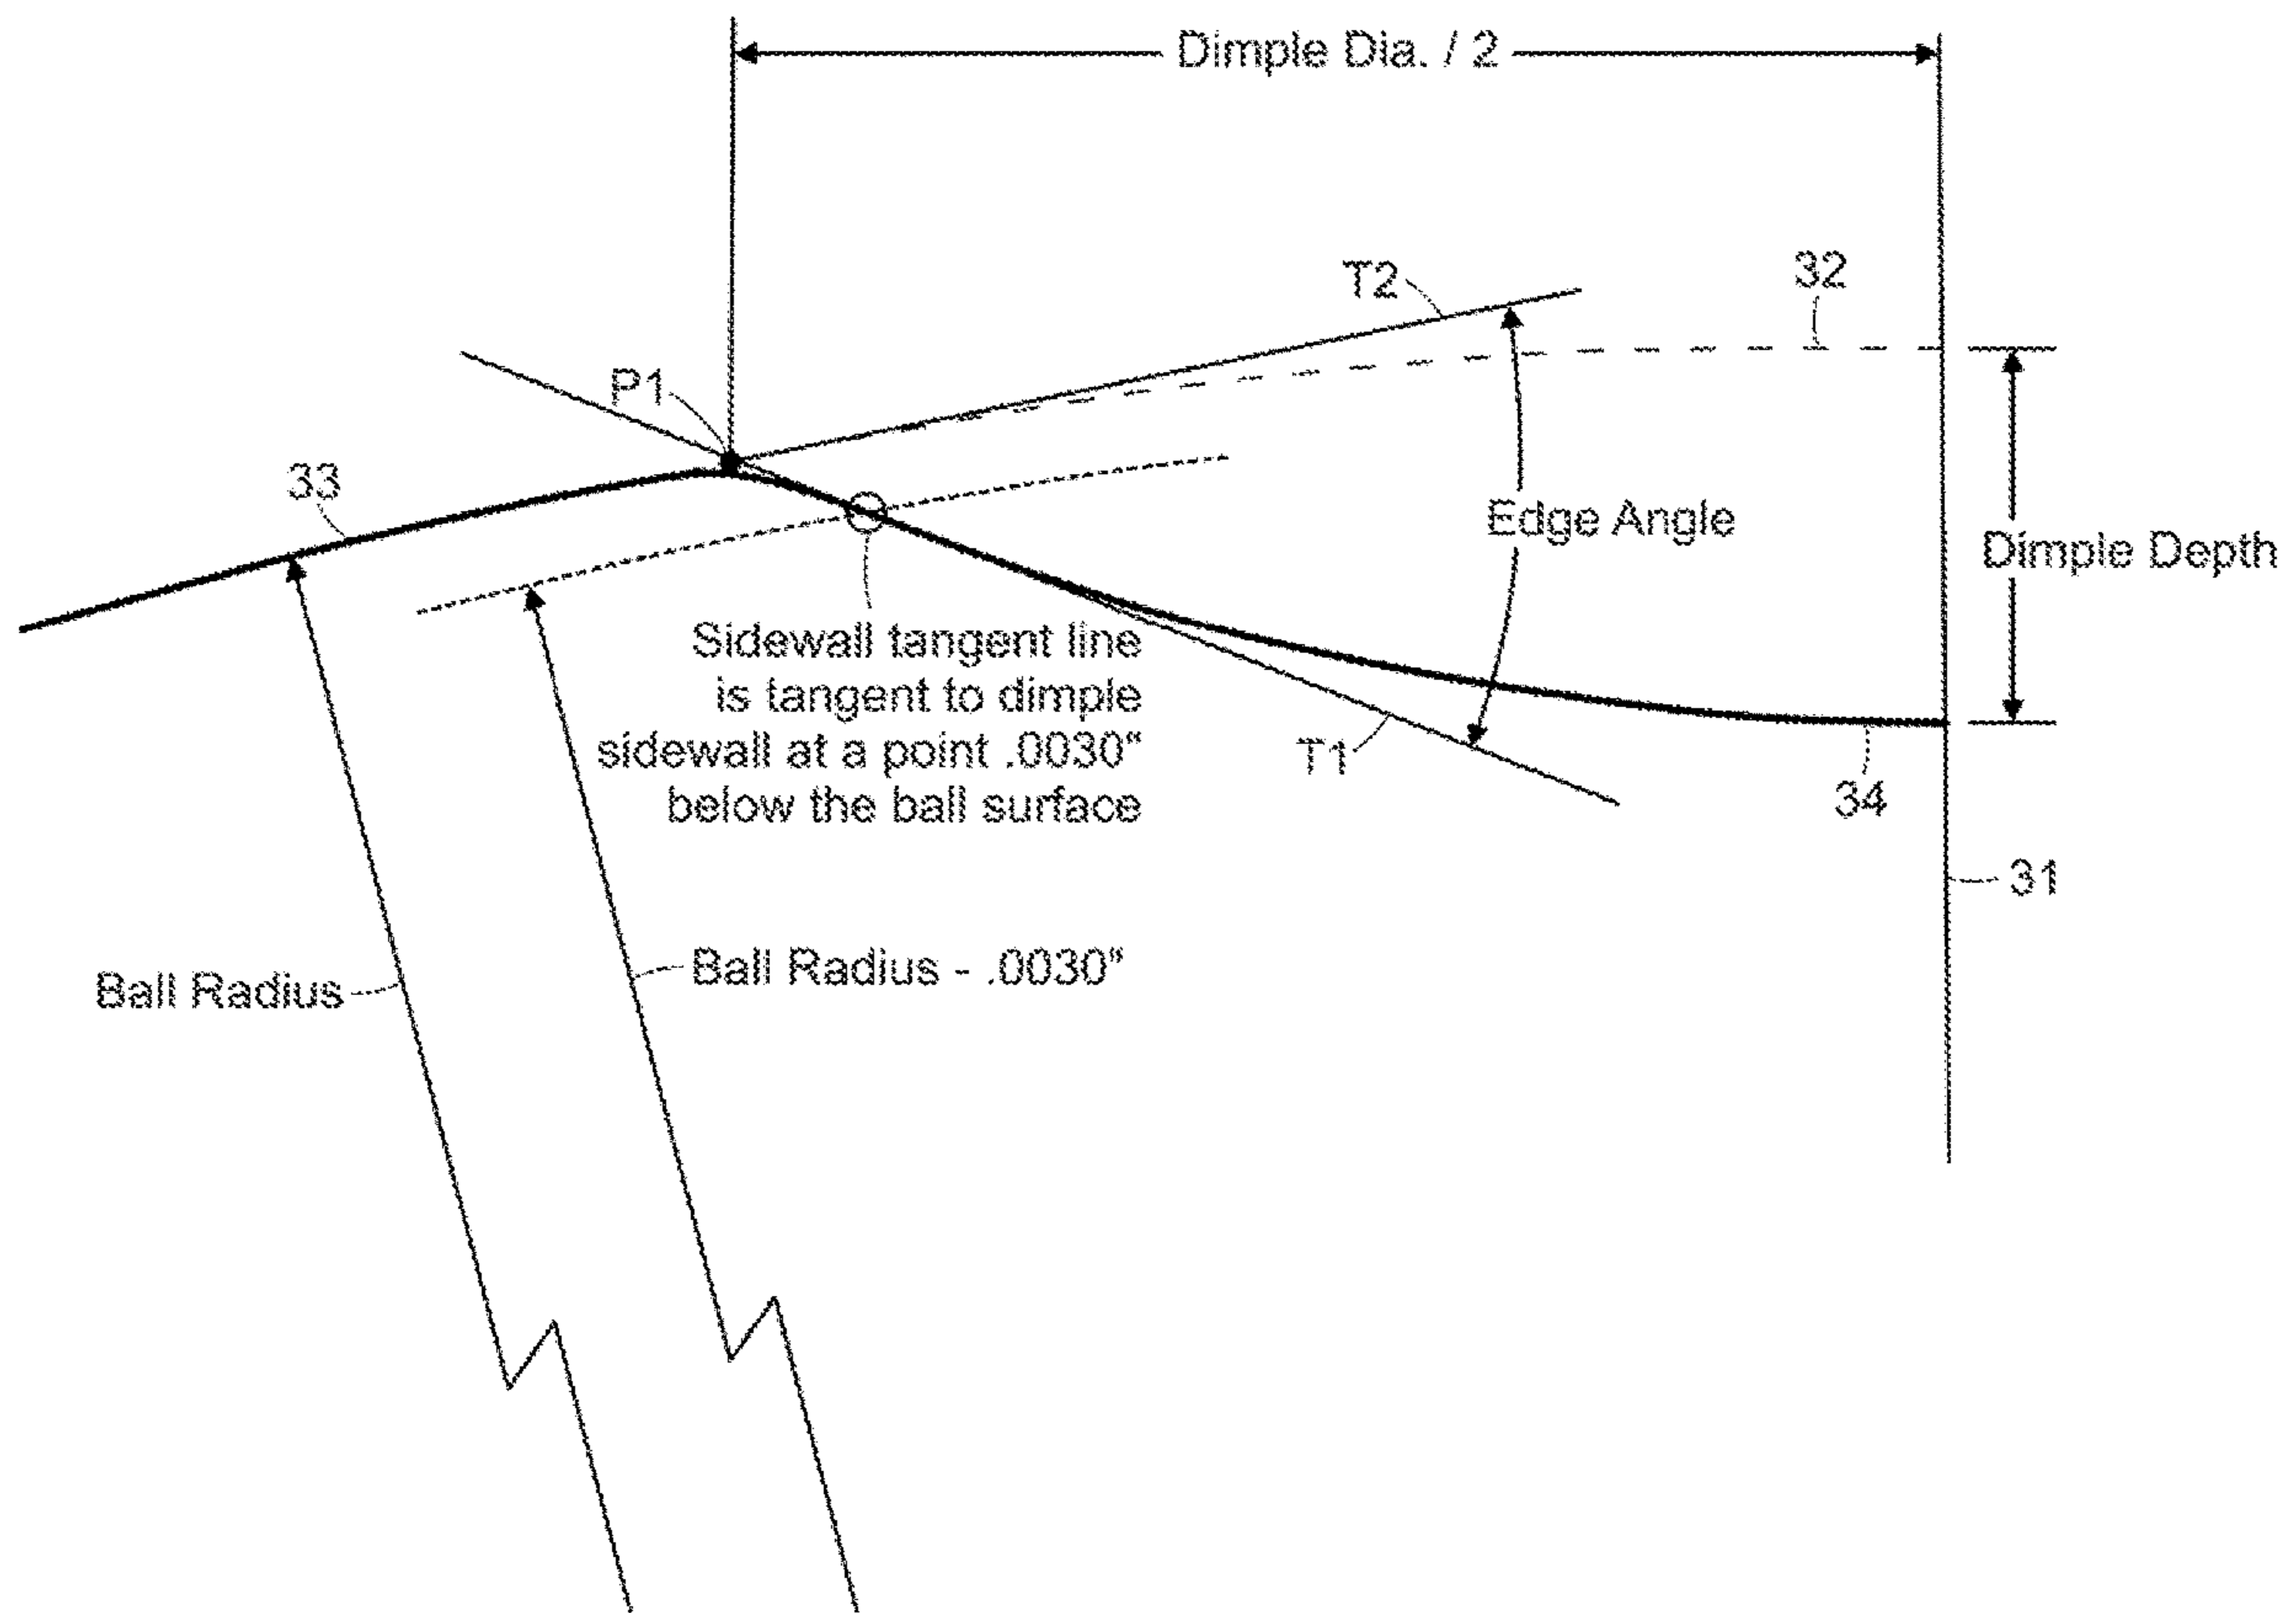 Dimple Dia. / 2
T2
32
P1
33
Edge Angle
Dimple Depth
Sidewall tangent line
is tangent to dimple
sidewall at a point .0030"
below the ball surface
T1
34
31
Ball Radius - .0030"
Ball Radius